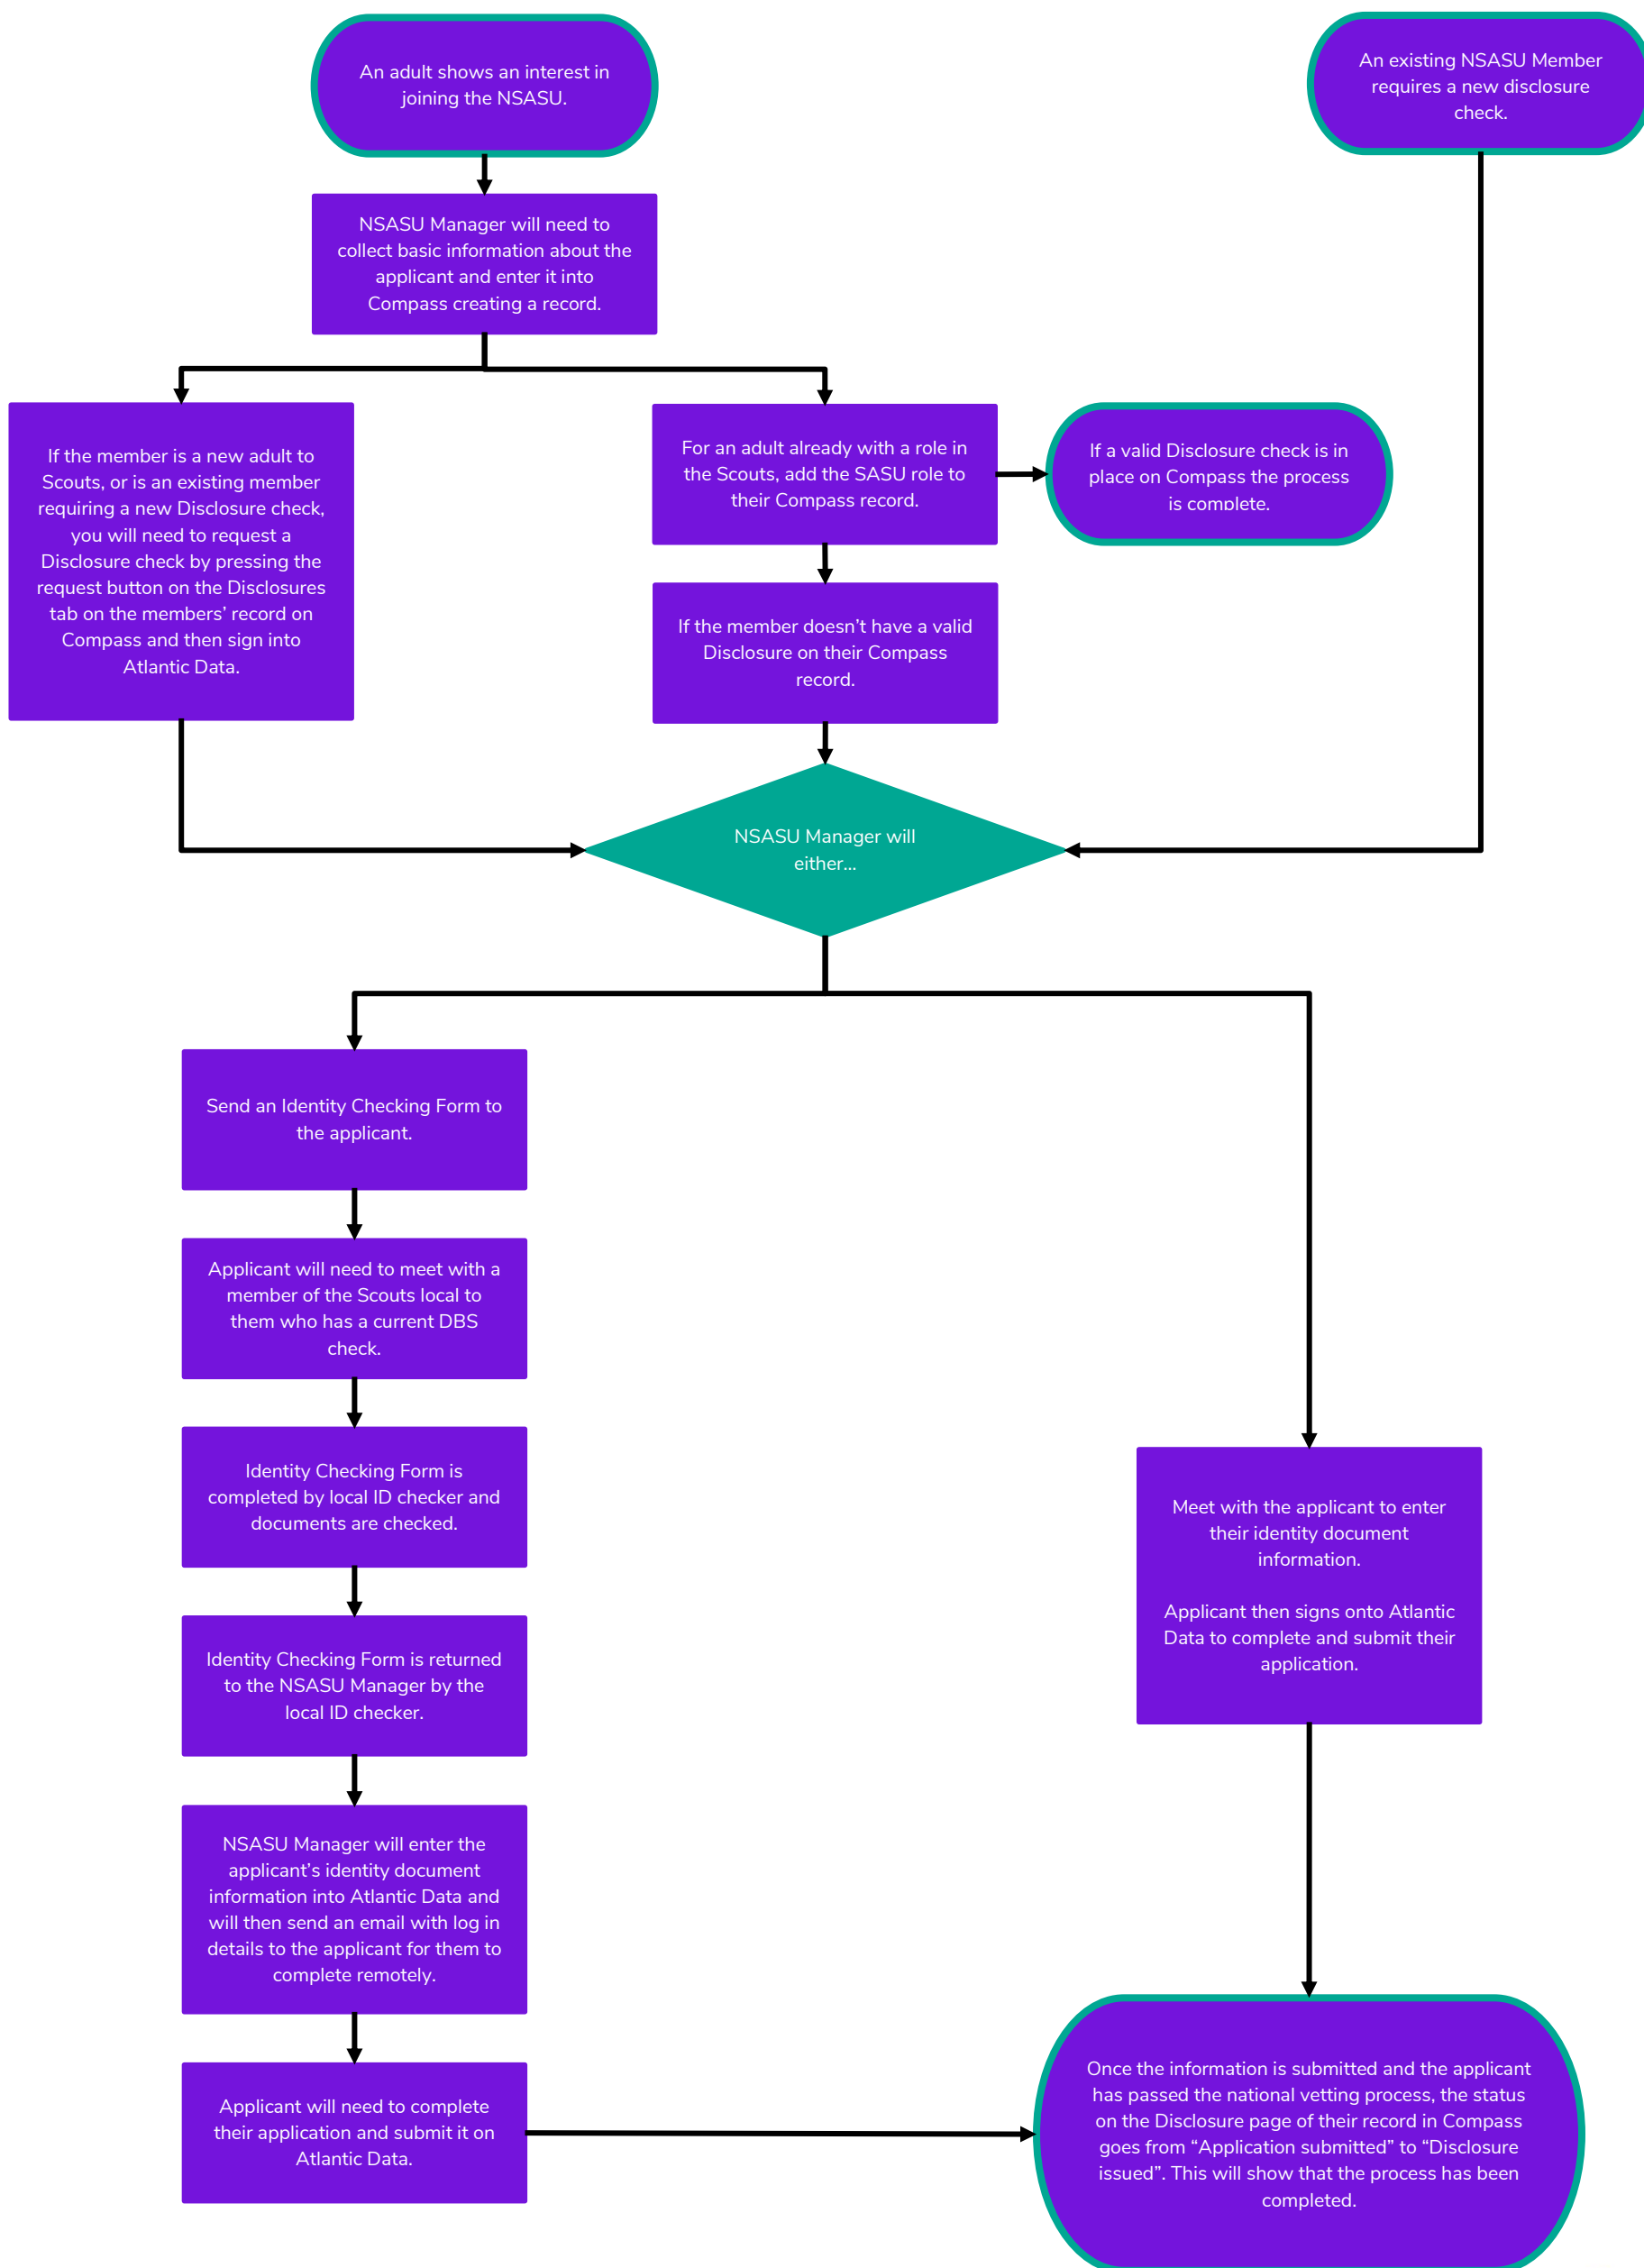 An adult shows an interest in
joining the NSASU.
An existing NSASU Member
requires a new disclosure
check.
NSASU Manager will need to
collect basic information about the
applicant and enter it into
Compass creating a record.
If the member is a new adult to
Scouts, or is an existing member
requiring a new Disclosure check,
you will need to request a
Disclosure check by pressing the
request button on the Disclosures
tab on the members’ record on
Compass and then sign into
Atlantic Data.
For an adult already with a role in
the Scouts, add the SASU role to
their Compass record.
If a valid Disclosure check is in
place on Compass the process
is complete.
If the member doesn’t have a valid
Disclosure on their Compass
record.
NSASU Manager will
either...
Send an Identity Checking Form to
the applicant.
Applicant will need to meet with a
member of the Scouts local to
them who has a current DBS
check.
Identity Checking Form is
completed by local ID checker and
documents are checked.
Identity Checking Form is returned
to the NSASU Manager by the
local ID checker.
NSASU Manager will enter the
applicant’s identity document
information into Atlantic Data and
will then send an email with log in
details to the applicant for them to
complete remotely.
Applicant will need to complete
their application and submit it on
Atlantic Data.
Meet with the applicant to enter
their identity document
information.
Applicant then signs onto Atlantic
Data to complete and submit their
application.
Once the information is submitted and the applicant
has passed the national vetting process, the status
on the Disclosure page of their record in Compass
goes from “Application submitted” to “Disclosure
issued”. This will show that the process has been
completed.